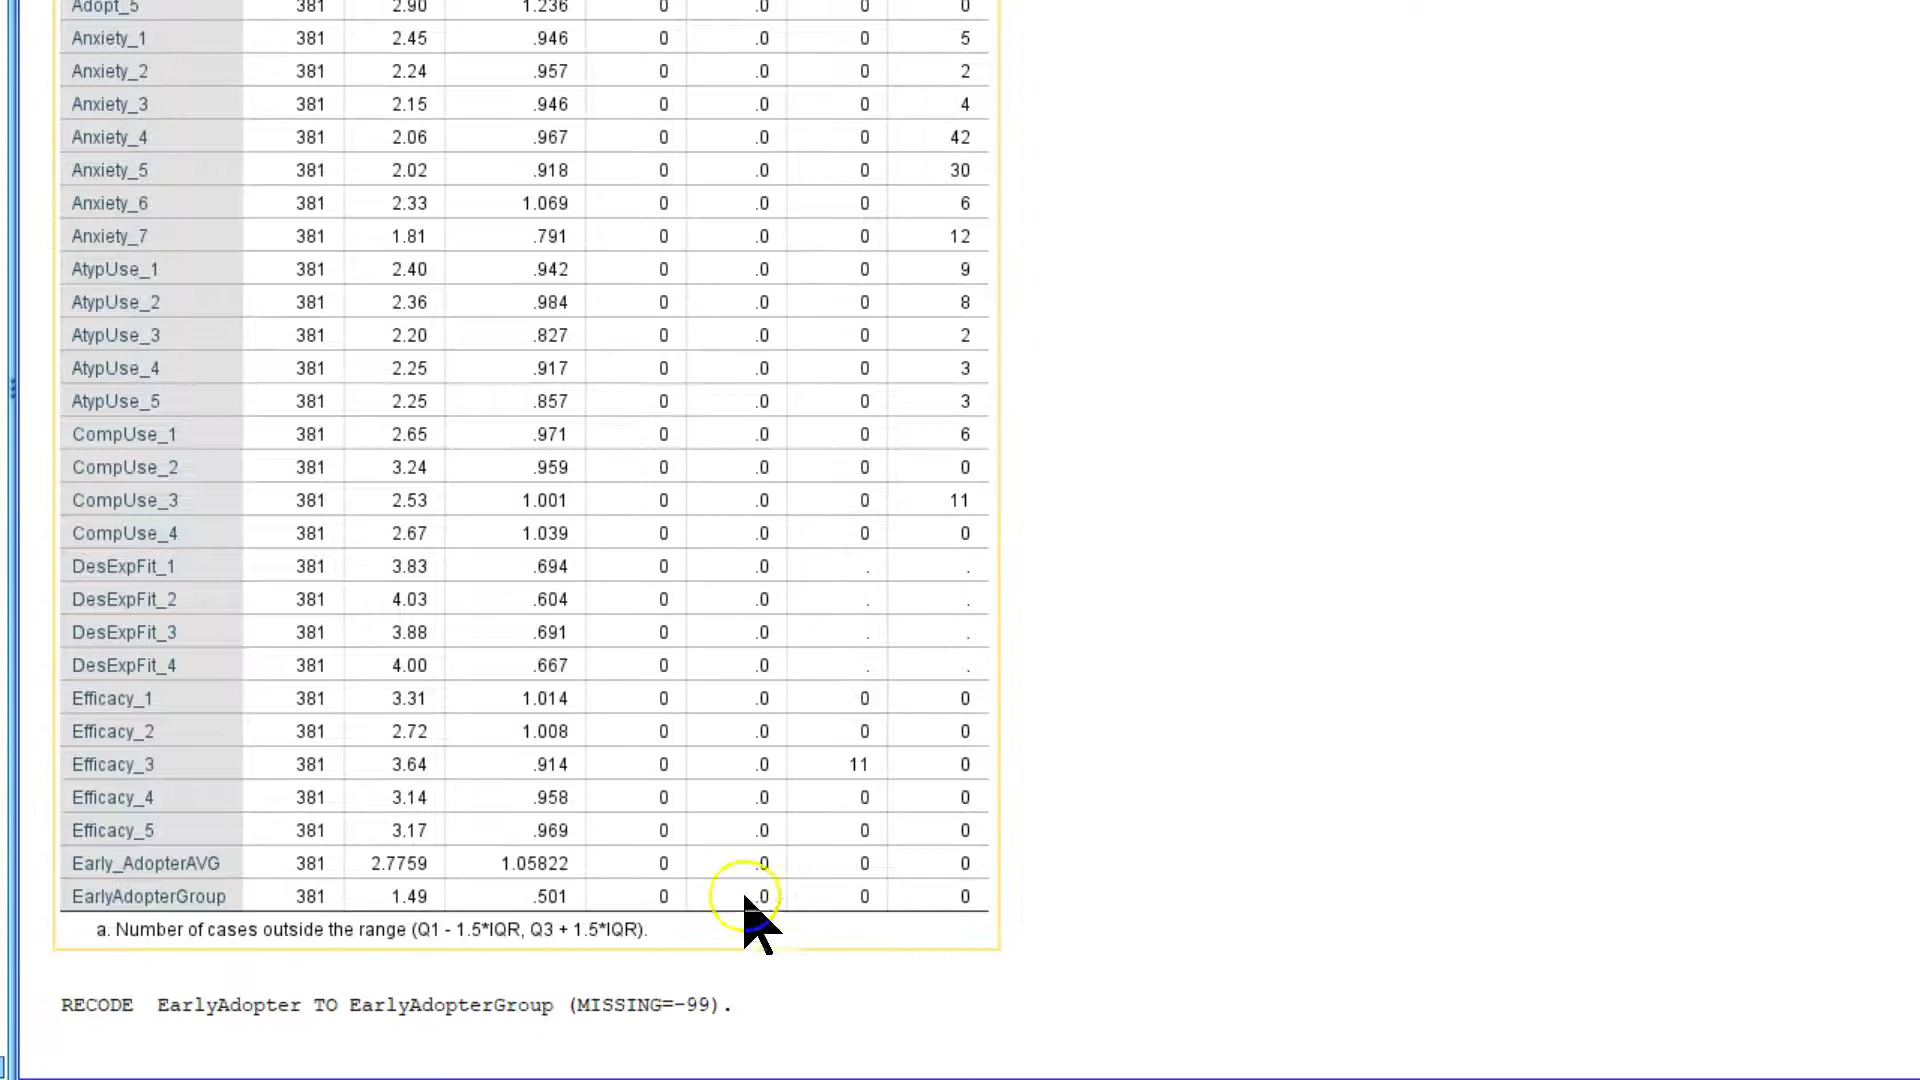 Adopt_5 381 2.90 1.236 0 .0 0 0
Anxiety_1 381 2.45 .946 0 .0 0 5
Anxiety_2 381 2.24 .957 0 .0 0 2
Anxiety_3 381 2.15 .946 0 .0 0 4
Anxiety_4 381 2.06 .967 0 .0 0 42
Anxiety_5 381 2.02 .918 0 .0 0 30
Anxiety_6 381 2.33 1.069 0 .0 0 6
Anxiety_7 381 1.81 .791 0 .0 0 12
AtypUse_1 381 2.40 .942 0 .0 0 9
AtypUse_2 381 2.36 .984 0 .0 0 8
AtypUse_3 381 2.20 .827 0 .0 0 2
AtypUse_4 381 2.25 .917 0 .0 0 3
AtypUse_5 381 2.25 .857 0 .0 0 3
CompUse_1 381 2.65 .971 0 .0 0 6
CompUse_2 381 3.24 .959 0 .0 0 0
CompUse_3 381 2.53 1.001 0 .0 0 11
CompUse_4 381 2.67 1.039 0 .0 0 0
DesExpFit_1 381 3.83 .694 0 .0 . .
DesExpFit_2 381 4.03 .604 0 .0 . .
DesExpFit_3 381 3.88 .691 0 .0 . .
DesExpFit_4 381 4.00 .667 0 .0 . .
Efficacy_1 381 3.31 1.014 0 .0 0 0
Efficacy_2 381 2.72 1.008 0 .0 0 0
Efficacy_3 381 3.64 .914 0 .0 11 0
Efficacy_4 381 3.14 .958 0 .0 0 0
Efficacy_5 381 3.17 .969 0 .0 0 0
Early_AdopterAVG 381 2.7759 1.05822 0 .0 0 0
EarlyAdopterGroup 381 1.49 .501 0 .0 0 0
a. Number of cases outside the range (Q1 - 1.5*IQR, Q3 + 1.5*IQR).
RECODE EarlyAdopter TO EarlyAdopterGroup (MISSING=-99).